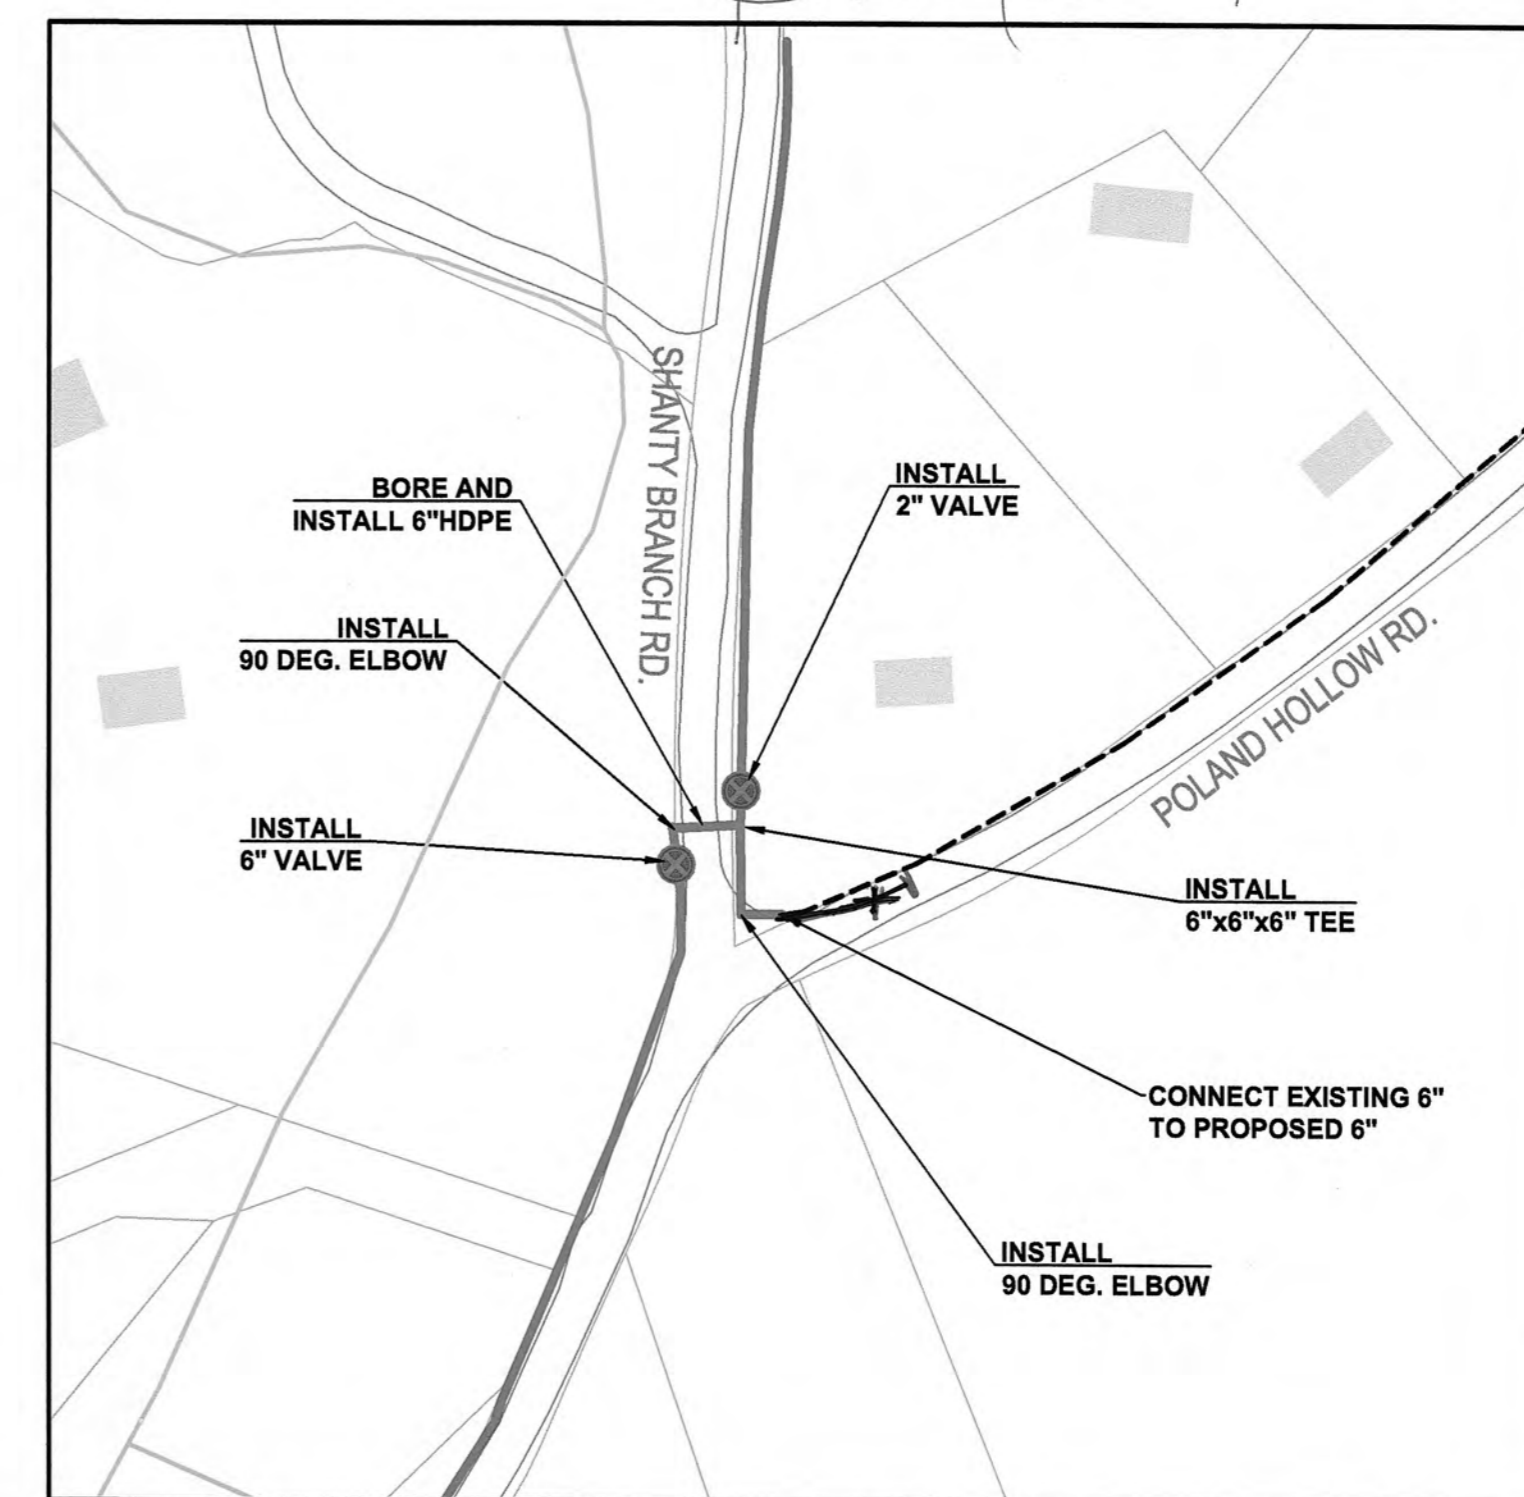 SHANTY BRANCH RD.
INSTALL
2" VALVE
BORE AND
INSTALL 6"HDPE
INSTALL
90 DEG. ELBOW
POLAND HOLLOW RD.
INSTALL
6" VALVE
INSTALL
6"x6"x6" TEE
CONNECT EXISTING 6"
TO PROPOSED 6"
INSTALL
90 DEG. ELBOW